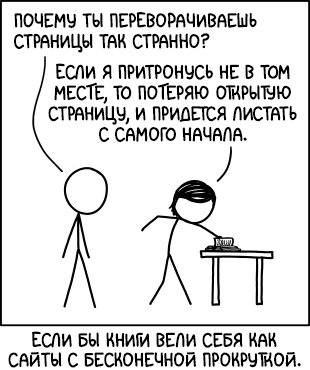 ПОЧЕМУ ТЫ ПЕРЕВОРАЧИВАЕШЬ
СТРАНИЦЫ ТАК СТРАННО?
ЕСЛИ Я ПРИТРОНУСЬ НЕ В ТОМ
МЕСТЕ, ТО ПОТЕРЯЮ ОТКРЫТУЮ
СТРАНИЦУ, И ПРИДЕТСЯ ЛИСТАТЬ
С САМОГО НАЧАЛА.
ЕСЛИ БЫ КНИГИ ВЕЛИ СЕБЯ КАК
САЙТЫ С БЕСКОНЕЧНОЙ ПРОКРУТКОЙ.